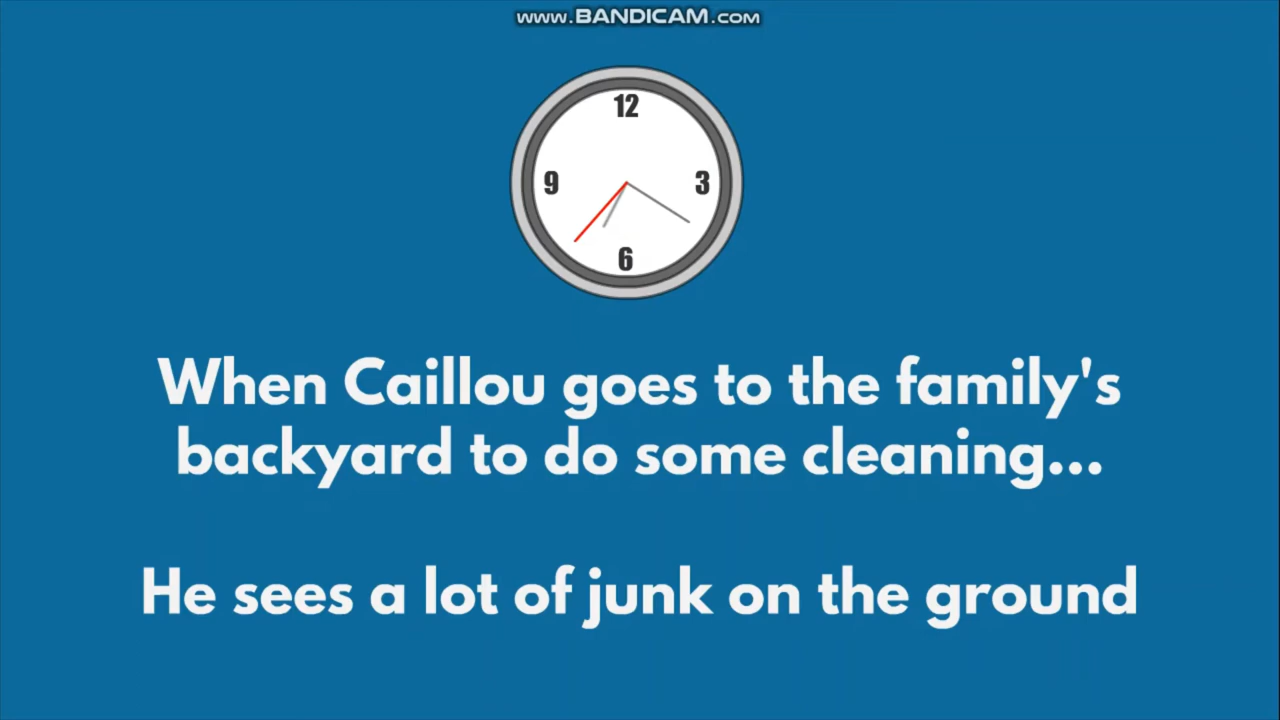 www.BANDICAM.com
12
9 3
6
When Caillou goes to the family's
backyard to do some cleaning...
He sees a lot of junk on the ground